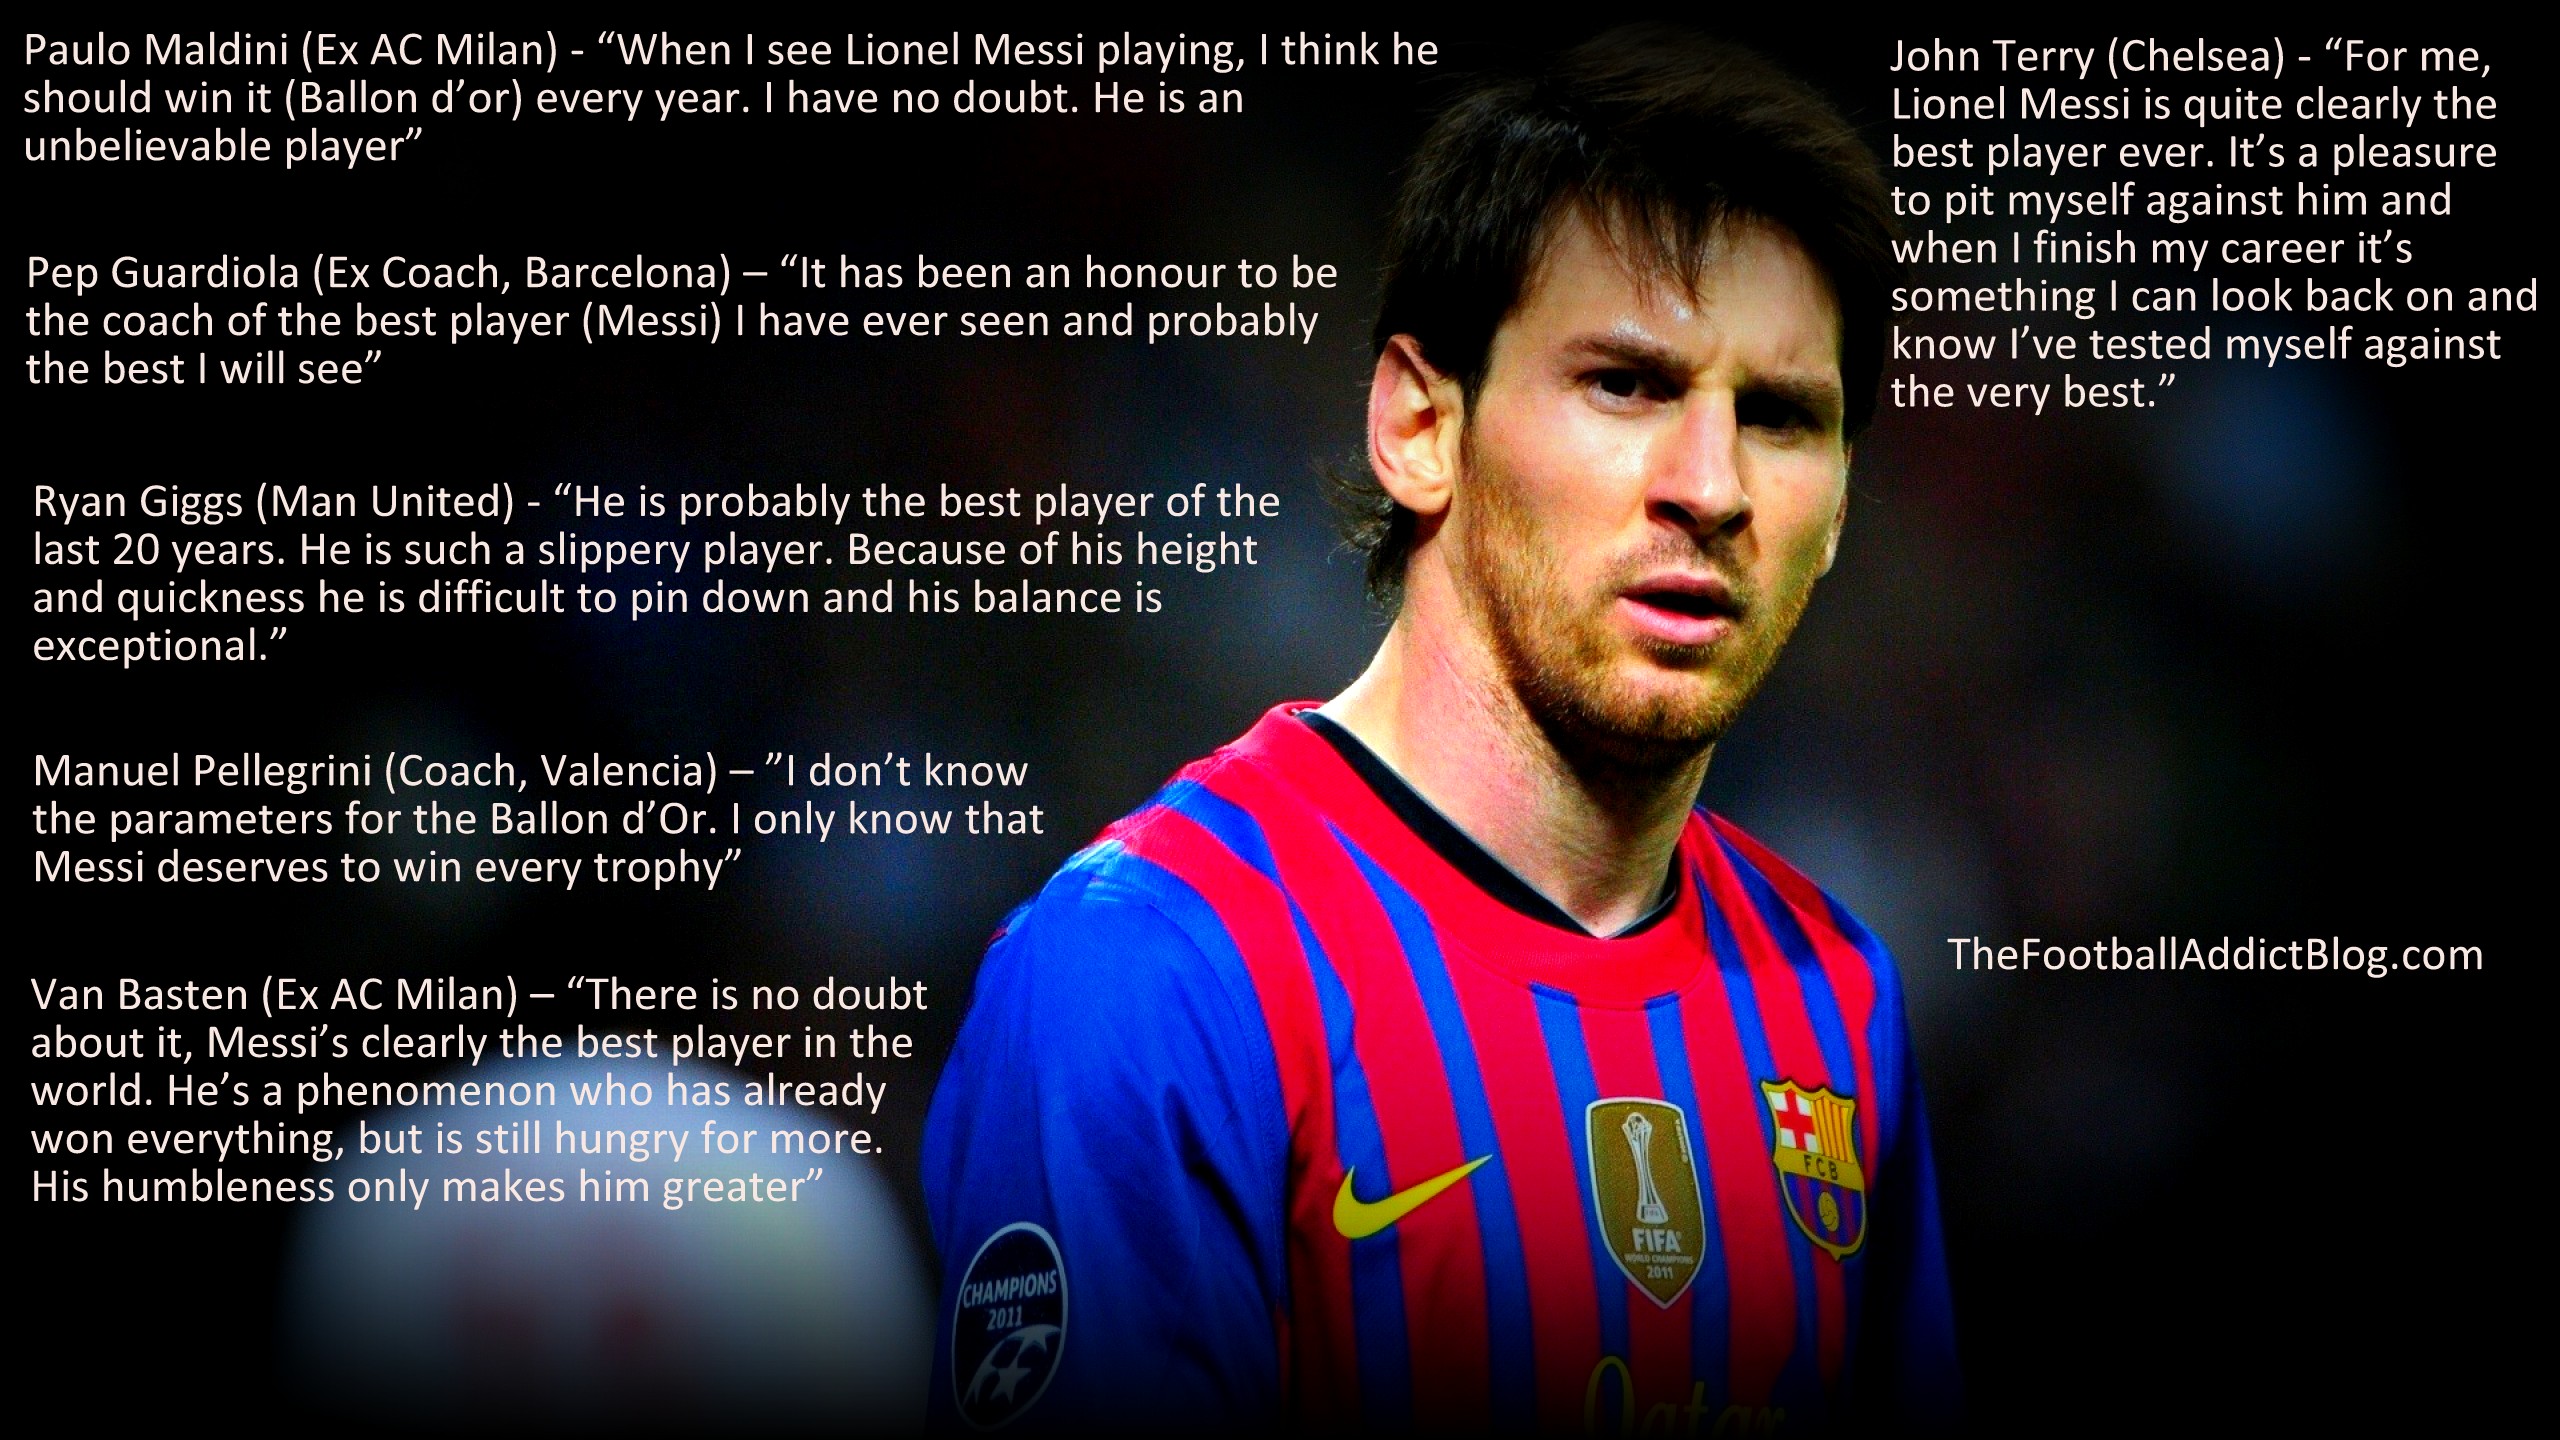 Paulo Maldini (Ex AC Milan) - “When I see Lionel Messi playing, I think he
should win it (Ballon d’or) every year. I have no doubt. He is an
unbelievable player”
Pep Guardiola (Ex Coach, Barcelona) – “It has been an honour to be
the coach of the best player (Messi) I have ever seen and probably
the best I will see”
Ryan Giggs (Man United) - “He is probably the best player of the
last 20 years. He is such a slippery player. Because of his height
and quickness he is difficult to pin down and his balance is
exceptional.”
Manuel Pellegrini (Coach, Valencia) – ”I don’t know
the parameters for the Ballon d’Or. I only know that
Messi deserves to win every trophy”
Van Basten (Ex AC Milan) – “There is no doubt
about it, Messi’s clearly the best player in the
world. He’s a phenomenon who has already
won everything, but is still hungry for more.
His humbleness only makes him greater”
John Terry (Chelsea) - “For me,
Lionel Messi is quite clearly the
best player ever. It’s a pleasure
to pit myself against him and
when I finish my career it’s
something I can look back on and
know I’ve tested myself against
the very best.”
TheFootballAddictBlog.com
FCB
FIFA
WORLD CHAMPIONS
2011
CHAMPIONS
2011
Qatar